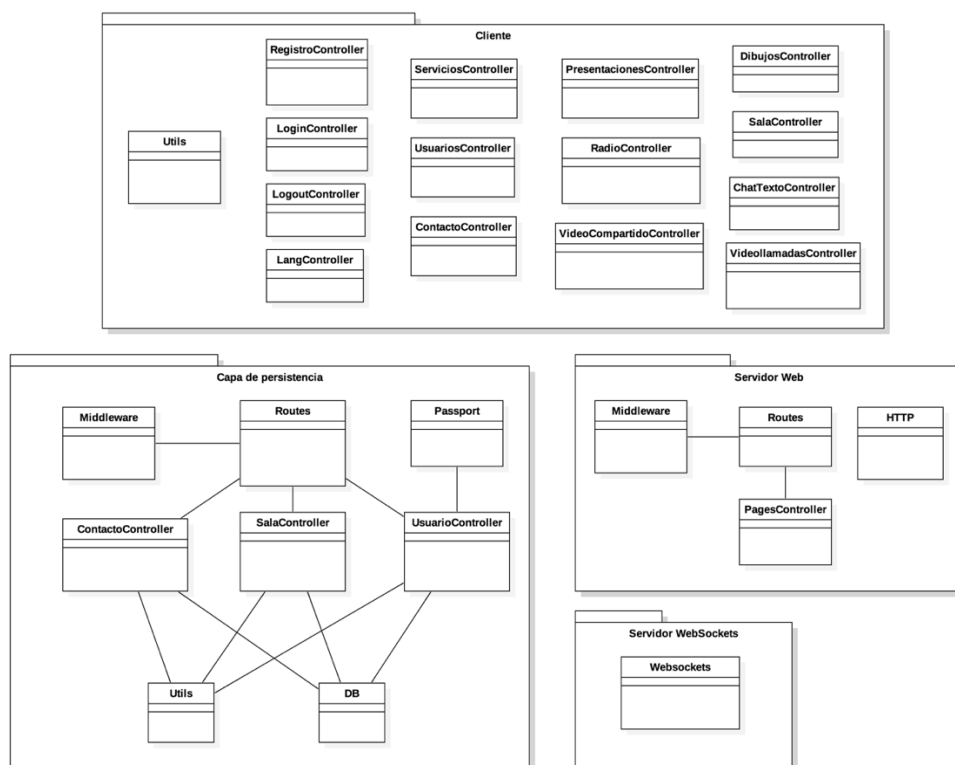 Cliente
RegistroController
ServiciosController
PresentacionesController
DibujosController
Utils
LoginController
UsuariosController
RadioController
SalaController
LogoutController
ContactoController
VideoCompartidoController
ChatTextoController
LangController
VideollamadasController
Capa de persistencia
Middleware
Routes
Passport
ContactoController
SalaController
UsuarioController
Utils
DB
Servidor Web
Middleware
Routes
HTTP
PagesController
Servidor WebSockets
Websockets